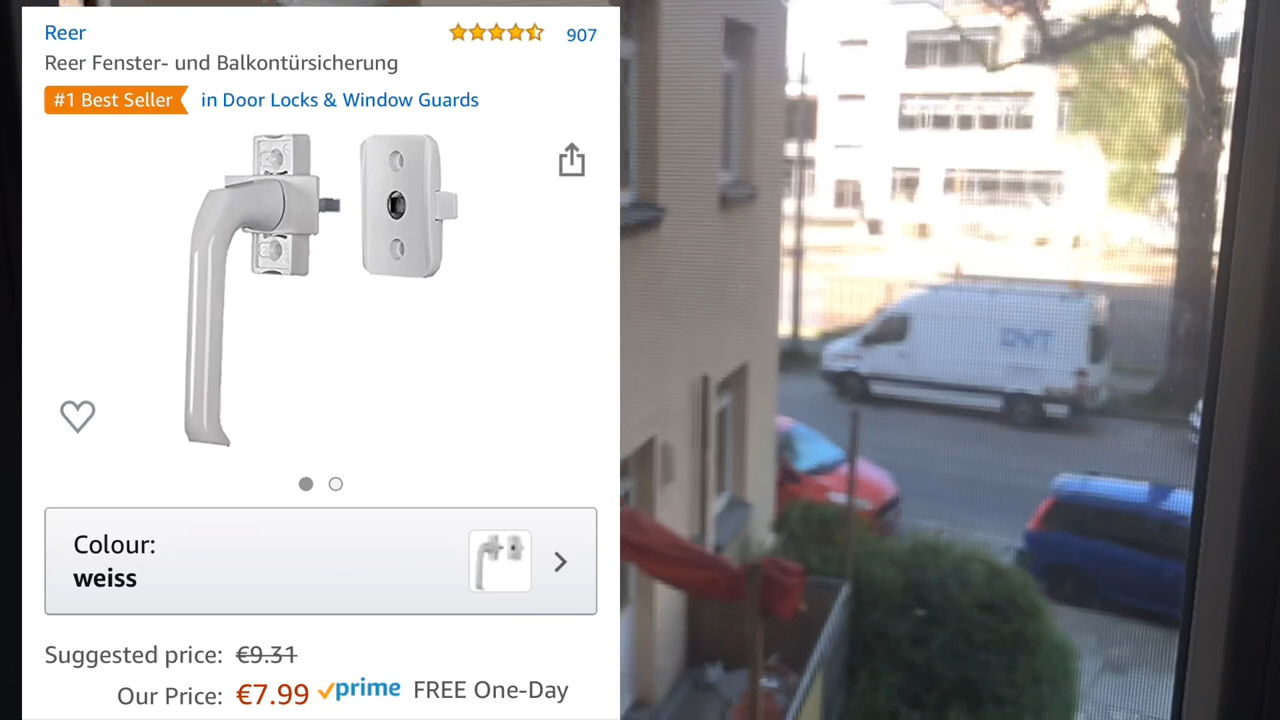 Reer
907
Reer Fenster- und Balkontürsicherung
#1 Best Seller in Door Locks & Window Guards
Colour:
weiss
Suggested price: €9.31
Our Price: €7.99 prime FREE One-Day